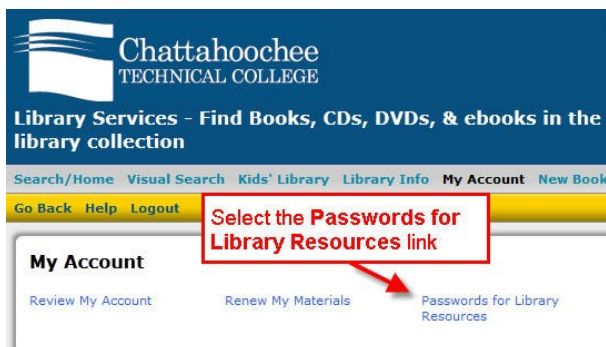 Chattahoochee
TECHNICAL COLLEGE
Library Services - Find Books, CDs, DVDs, & ebooks in the
library collection
Search/Home Visual Search Kids' Library Library Info My Account New Book
Go Back Help Logout
Select the Passwords for
Library Resources link
My Account
Review My Account Renew My Materials Passwords for Library
Resources